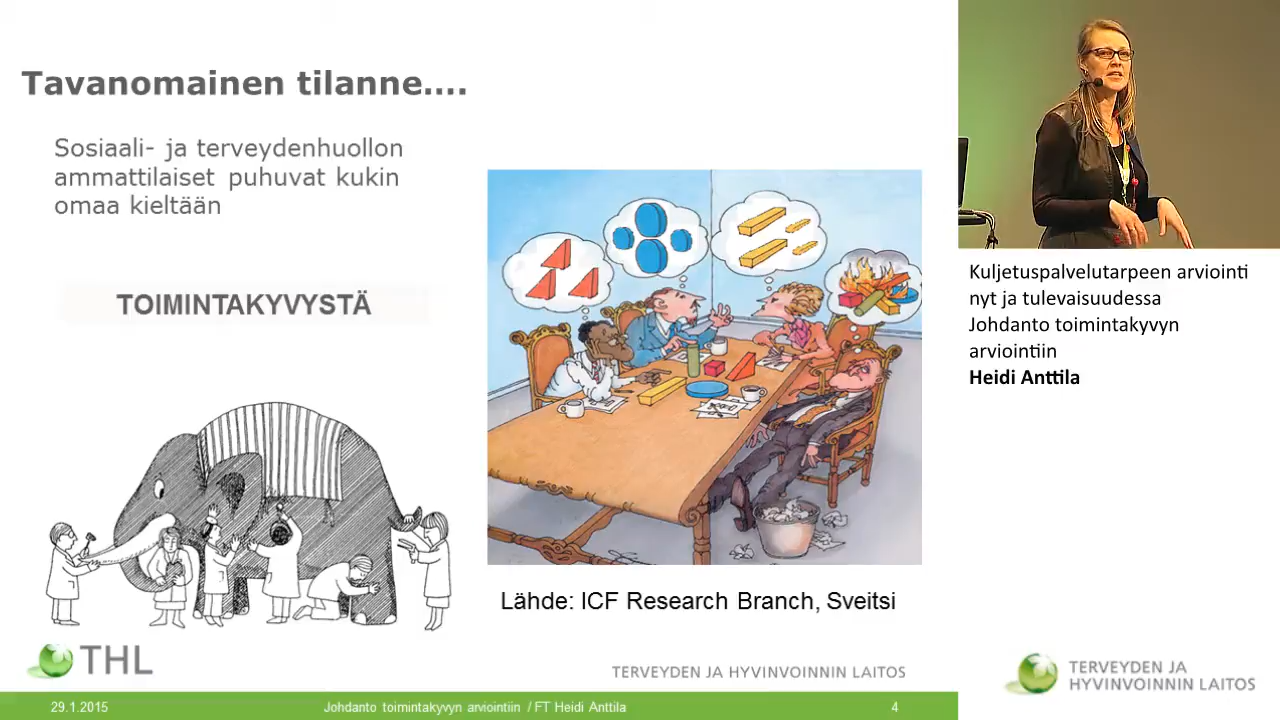 Tavanomainen tilanne....
Sosiaali- ja terveydenhuollon
ammattilaiset puhuvat kukin
omaa kieltään
TOIMINTAKYVYSTÄ
Lähde: ICF Research Branch, Sveitsi
THL
TERVEYDEN JA HYVINVOINNIN LAITOS
29.1.2015
Johdanto toimintakyvyn arviointiin / FT Heidi Anttila
4
Kuljetuspalvelutarpeen arviointi
nyt ja tulevaisuudessa
Johdanto toimintakyvyn
arviointiin
Heidi Anttila
TERVEYDEN JA
HYVINVOINNIN LAITOS